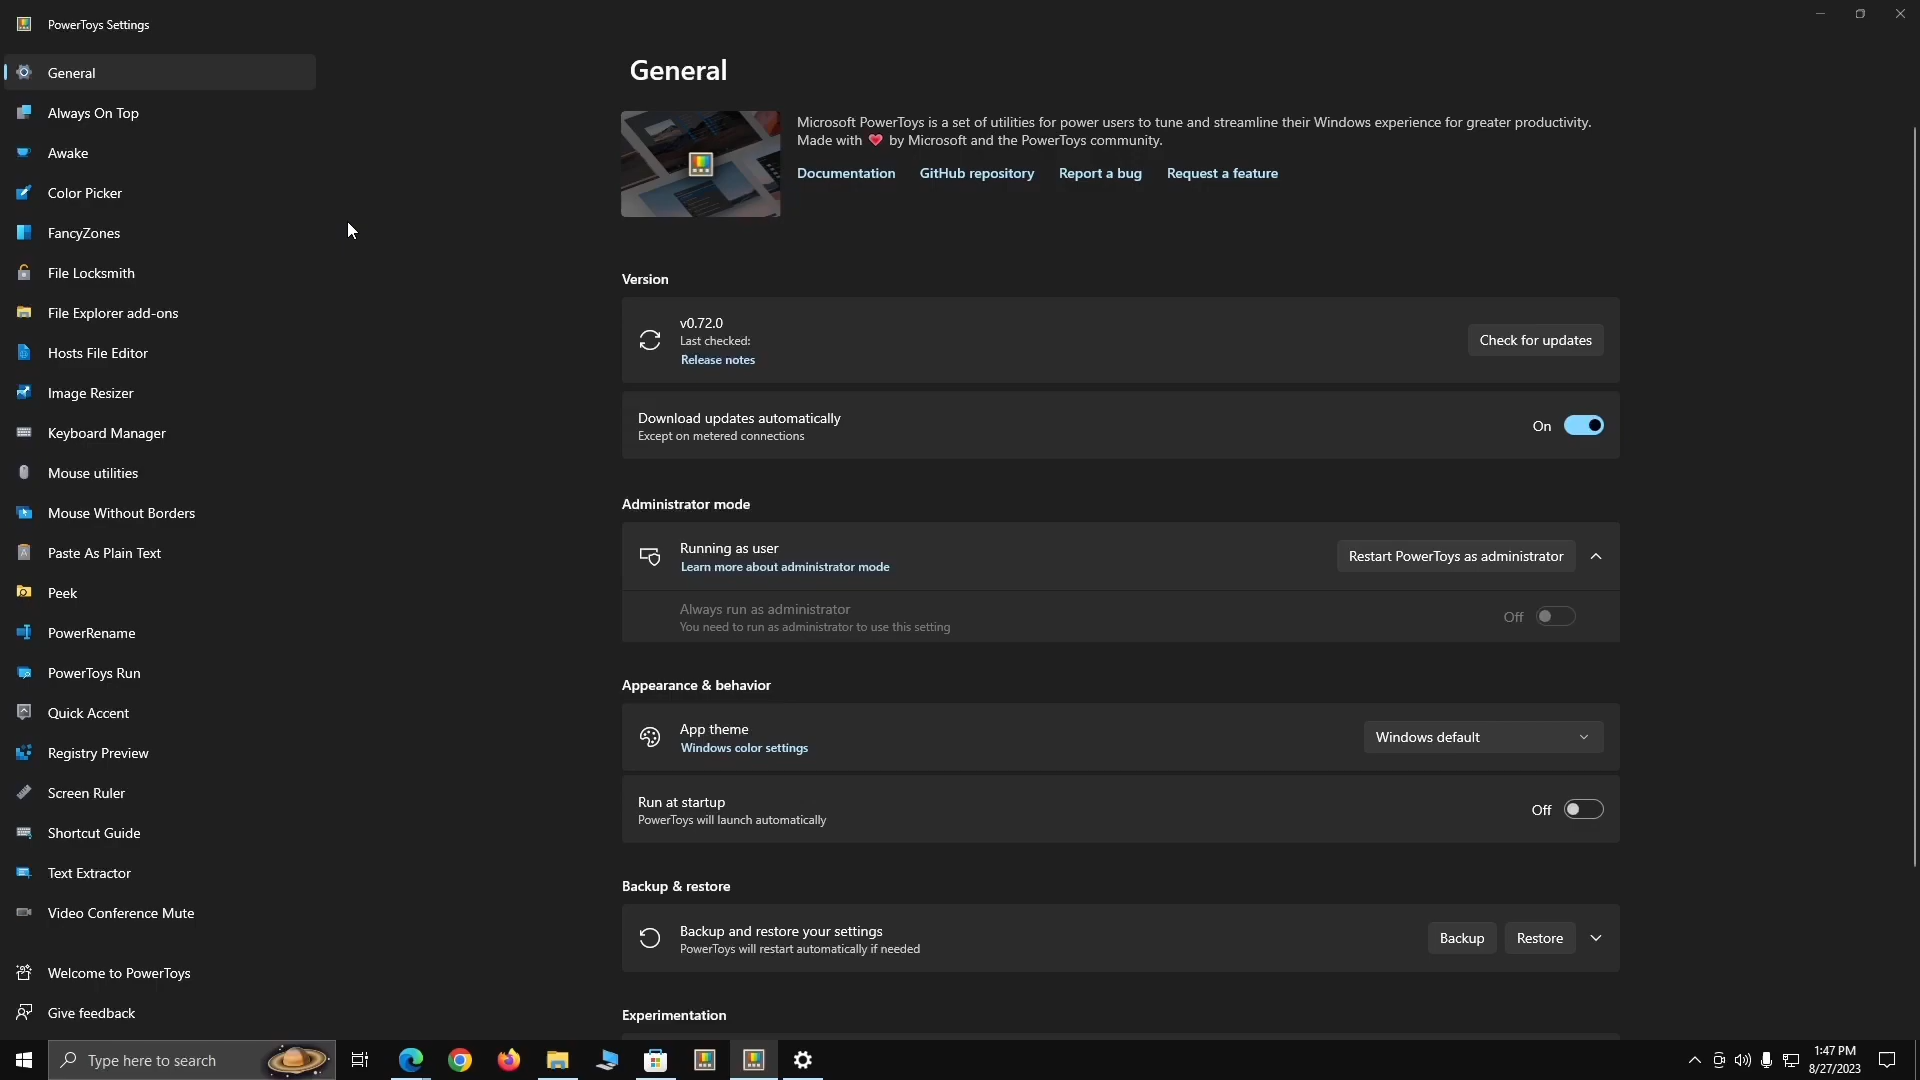 PowerToys Settings
General
Always On Top
Awake
Color Picker
FancyZones
File Locksmith
File Explorer add-ons
Hosts File Editor
Image Resizer
Keyboard Manager
Mouse utilities
Mouse Without Borders
Paste As Plain Text
Peek
PowerRename
PowerToys Run
Quick Accent
Registry Preview
Screen Ruler
Shortcut Guide
Text Extractor
Video Conference Mute
Welcome to PowerToys
Give feedback
General
Microsoft PowerToys is a set of utilities for power users to tune and streamline their Windows experience for greater productivity.
Made with ❤ by Microsoft and the PowerToys community.
Documentation GitHub repository Report a bug Request a feature
Version
v0.72.0
Last checked:
Release notes
Check for updates
Download updates automatically
Except on metered connections
On
Administrator mode
Running as user
Learn more about administrator mode
Restart PowerToys as administrator
Always run as administrator
You need to run as administrator to use this setting
Off
Appearance & behavior
App theme
Windows color settings
Windows default
Run at startup
PowerToys will launch automatically
Off
Backup & restore
Backup and restore your settings
PowerToys will restart automatically if needed
Backup Restore
Experimentation
Type here to search
1:47 PM
8/27/2023